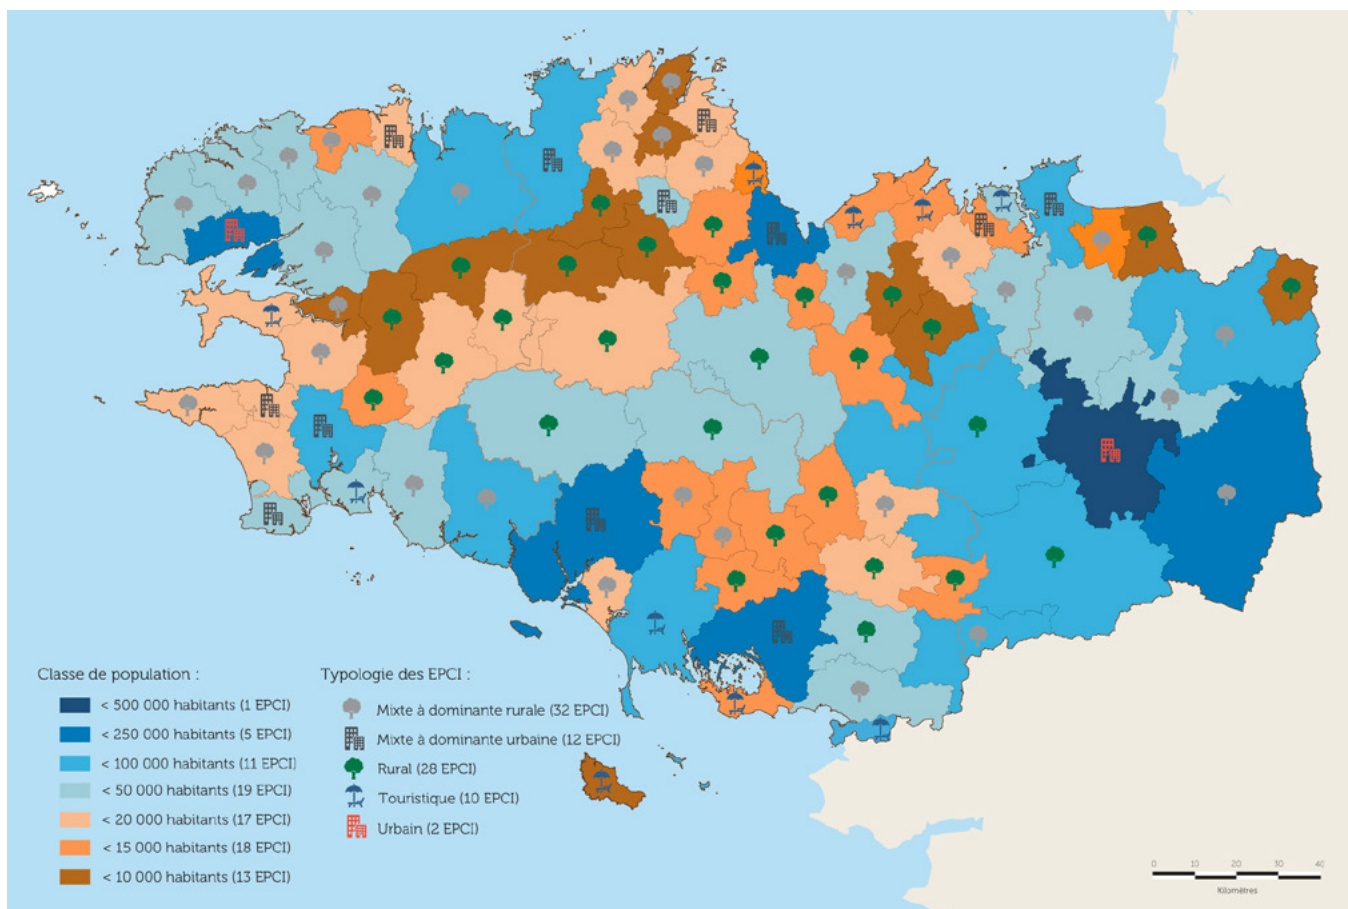 Classe de population :
< 500 000 habitants (1 EPCI)
< 250 000 habitants (5 EPCI)
< 100 000 habitants (11 EPCI)
< 50 000 habitants (19 EPCI)
< 20 000 habitants (17 EPCI)
< 15 000 habitants (18 EPCI)
< 10 000 habitants (13 EPCI)
Typologie des EPCI :
Mixte à dominante rurale (32 EPCI)
Mixte à dominante urbaine (12 EPCI)
Rural (28 EPCI)
Touristique (10 EPCI)
Urbain (2 EPCI)
0 10 20 30 40
Kilomètres